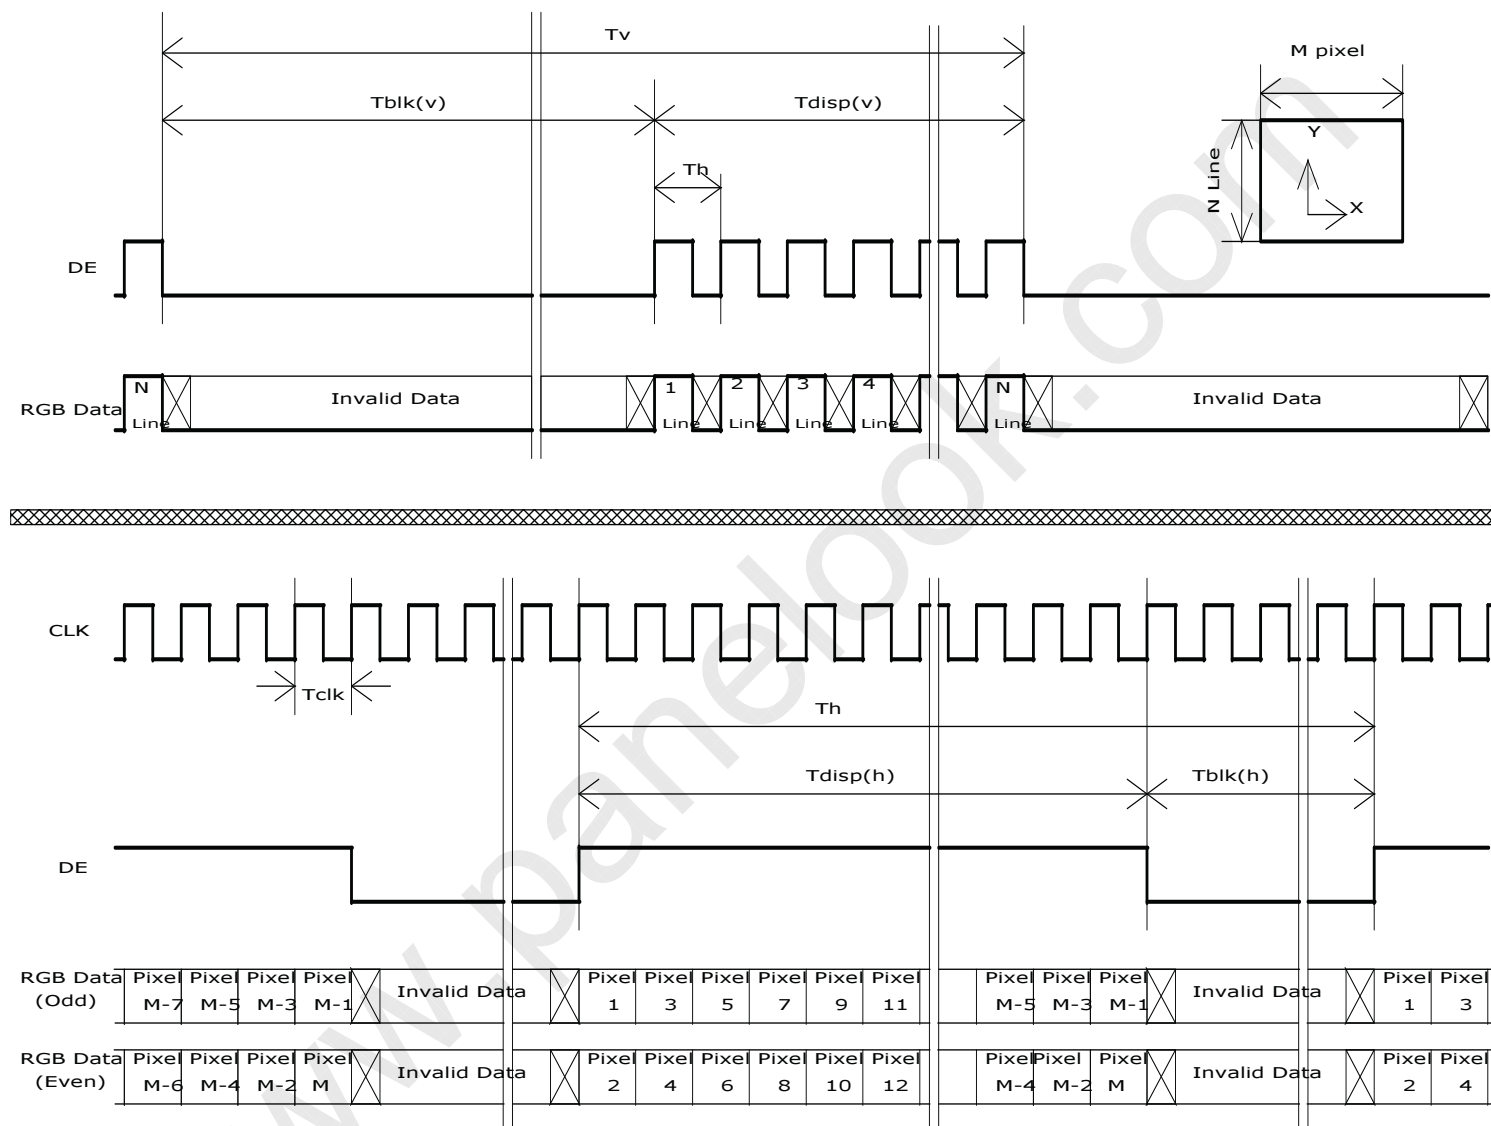 Tv
M pixel
Tblk(v) Tdisp(v)
Y
Th
N Line
X
DE
N 1 2 3 4 N
Invalid Data Invalid Data
RGB Data
Line Line Line Line Line Line
CLK
Tclk
Th
Tdisp(h) Tblk(h)
DE
RGB Data Pixel Pixel Pixel Pixel Pixel Pixel Pixel Pixel Pixel Pixel Pixel Pixel Pixel Pixel Pixel
(Odd) M-7 M-5 M-3 M-1 Invalid Data 1 3 5 7 9 11 M-5 M-3 M-1 Invalid Data 1 3
RGB Data Pixel Pixel Pixel Pixel Pixel Pixel Pixel Pixel Pixel Pixel Pixel Pixel Pixel Pixel Pixel
(Even) M-6 M-4 M-2 M Invalid Data 2 4 6 8 10 12 M-4 M-2 M Invalid Data 2 4
w.panelook.com